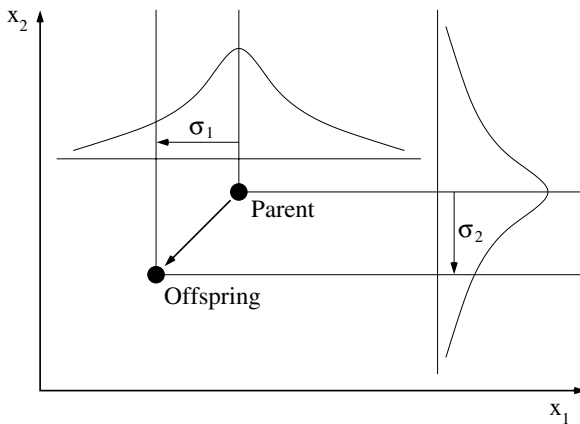 x₂
σ₁
Parent
σ₂
Offspring
x₁